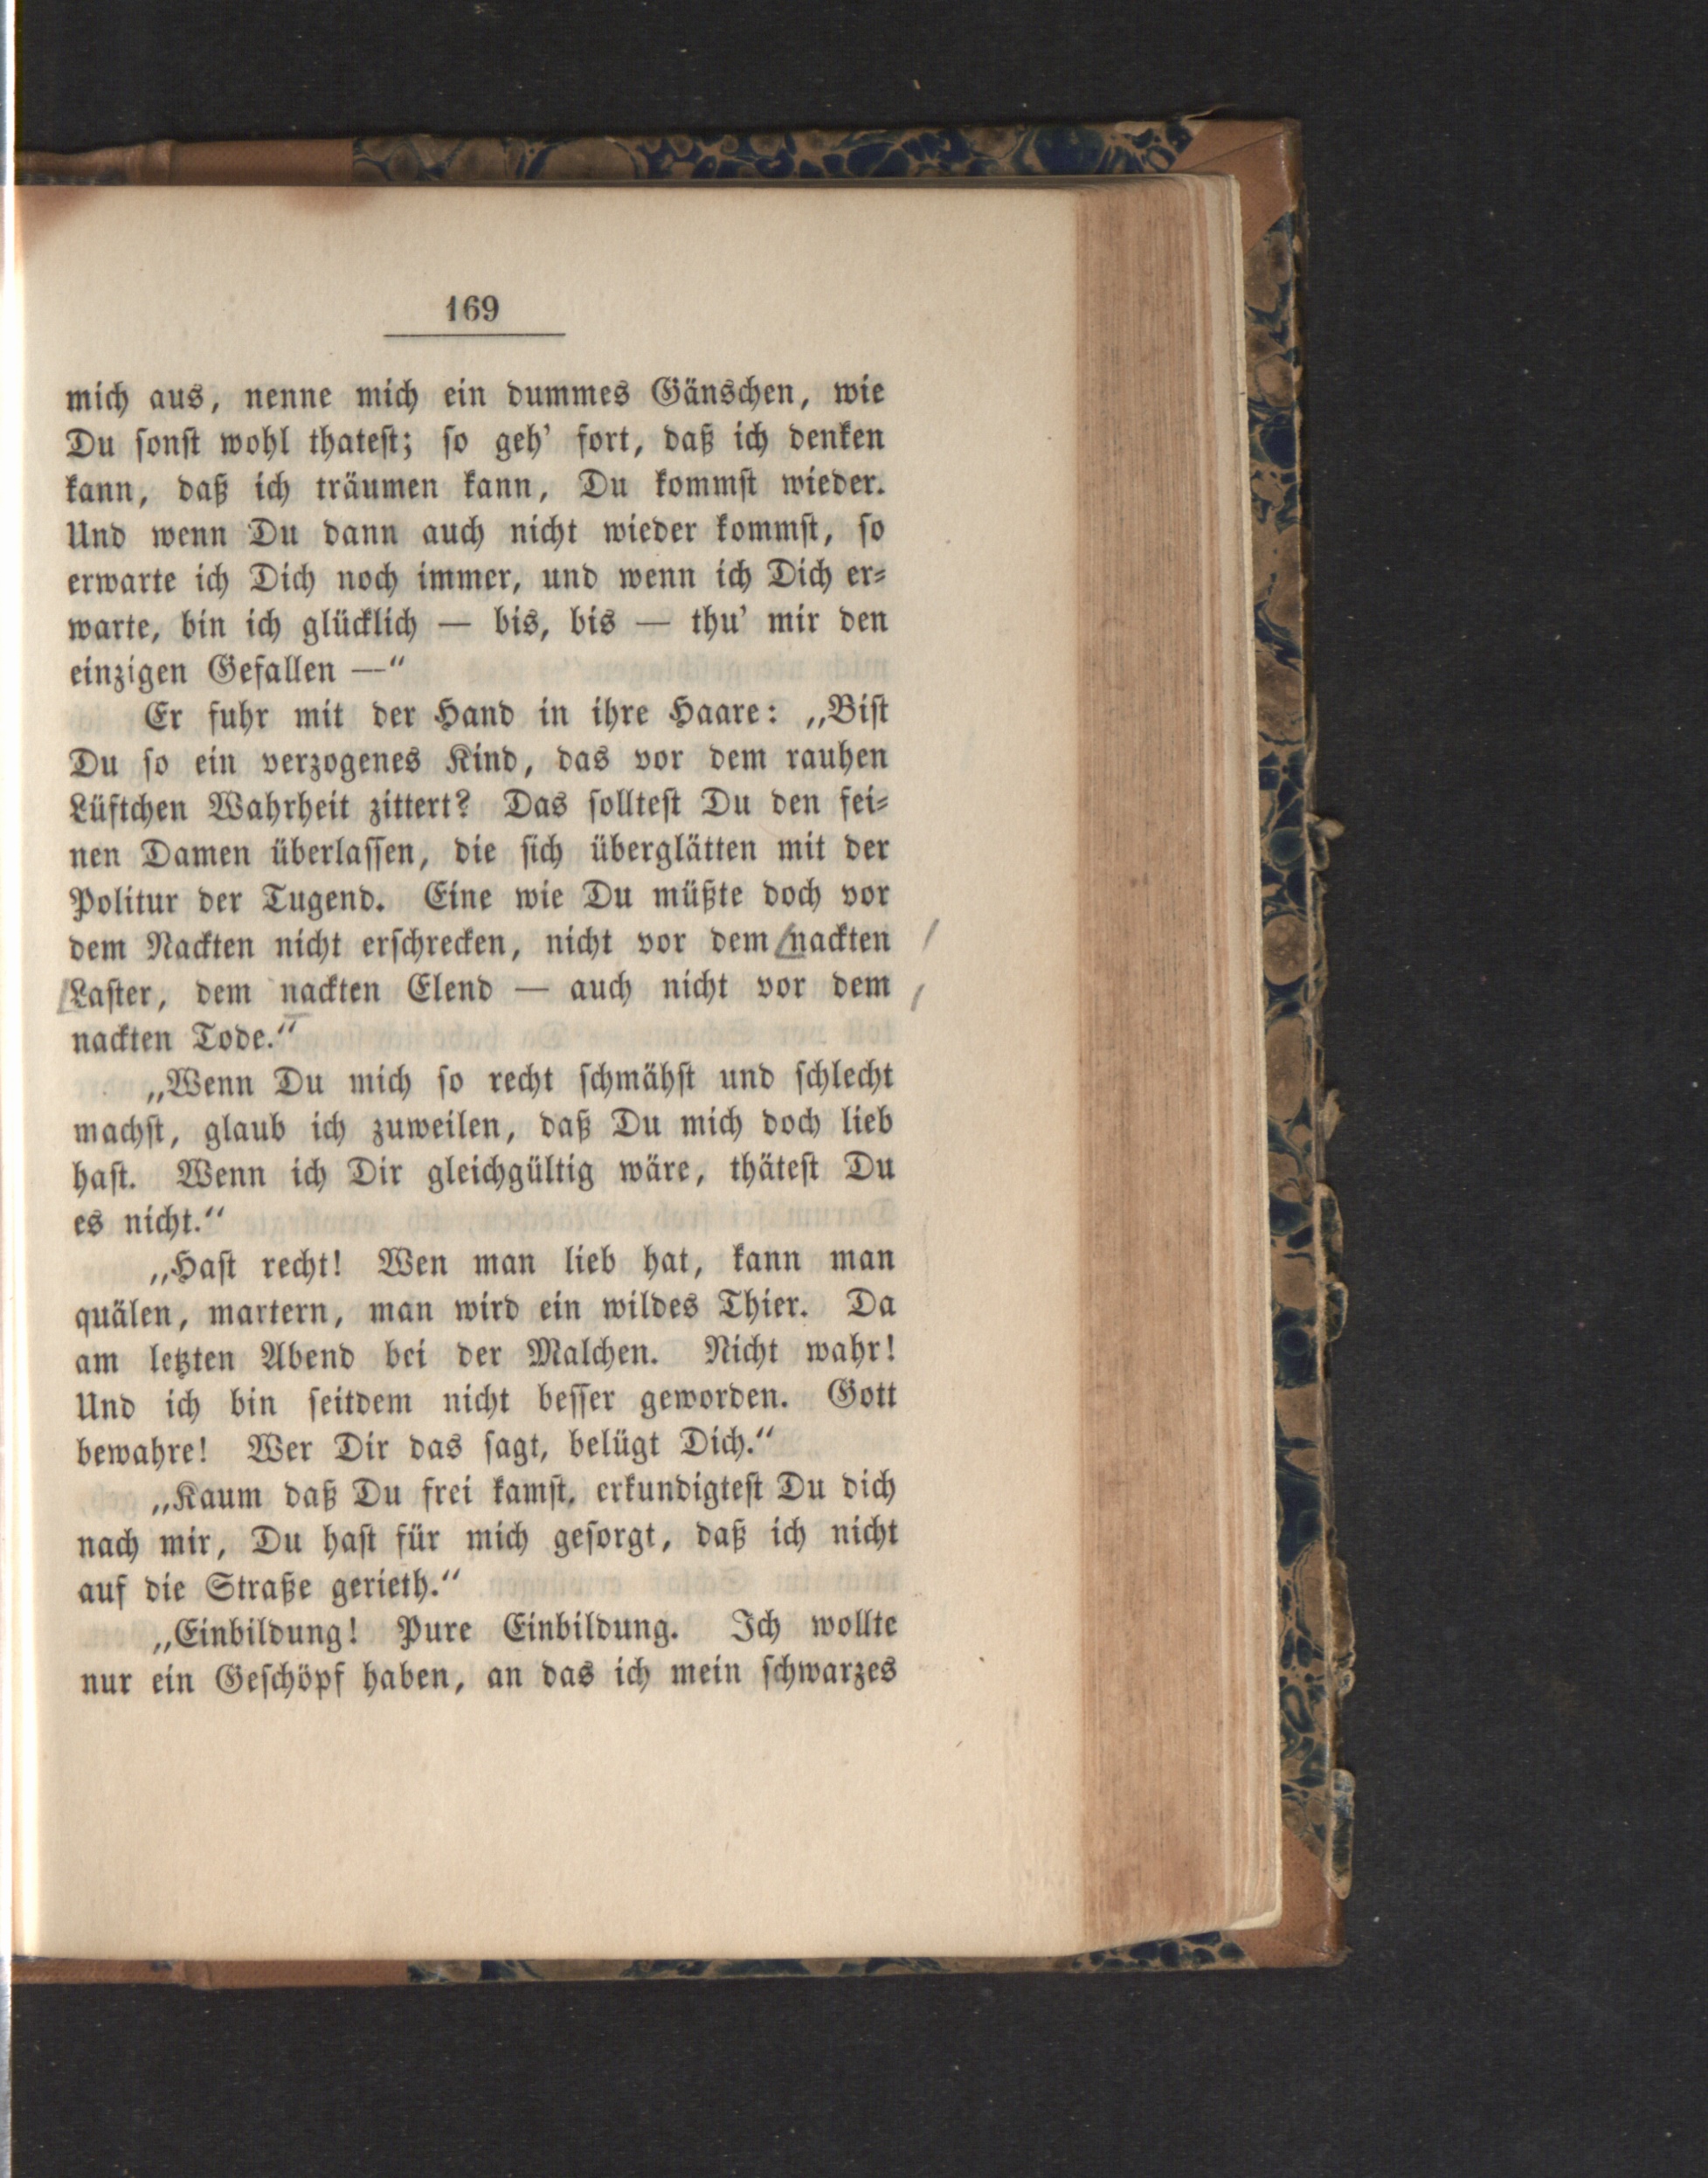 169
mich aus, nenne mich ein dummes Gänschen, wie
Du ſonſt wohl thateſt; ſo geh’ fort, daß ich denken
kann, daß ich träumen kann, Du kommſt wieder.
Und wenn Du dann auch nicht wieder kommſt, ſo
erwarte ich Dich noch immer, und wenn ich Dich er⸗
warte, bin ich glücklich — bis, bis — thu’ mir den
einzigen Gefallen —“
Er fuhr mit der Hand in ihre Haare: „Biſt
Du ſo ein verzogenes Kind, das vor dem rauhen
Lüftchen Wahrheit zittert? Das ſollteſt Du den fei⸗
nen Damen überlaſſen, die ſich überglätten mit der
Politur der Tugend. Eine wie Du müßte doch vor
dem Nackten nicht erſchrecken, nicht vor dem nackten
Laſter, dem nackten Elend — auch nicht vor dem
nackten Tode.“
„Wenn Du mich ſo recht ſchmähſt und ſchlecht
machſt, glaub ich zuweilen, daß Du mich doch lieb
haſt. Wenn ich Dir gleichgültig wäre, thäteſt Du
es nicht.“
„Haſt recht! Wen man lieb hat, kann man
quälen, martern, man wird ein wildes Thier. Da
am letzten Abend bei der Malchen. Nicht wahr!
Und ich bin ſeitdem nicht beſſer geworden. Gott
bewahre! Wer Dir das ſagt, belügt Dich.“
„Kaum daß Du frei kamſt, erkundigteſt Du dich
nach mir, Du haſt für mich geſorgt, daß ich nicht
auf die Straße gerieth.“
„Einbildung! Pure Einbildung. Ich wollte
nur ein Geſchöpf haben, an das ich mein ſchwarzes